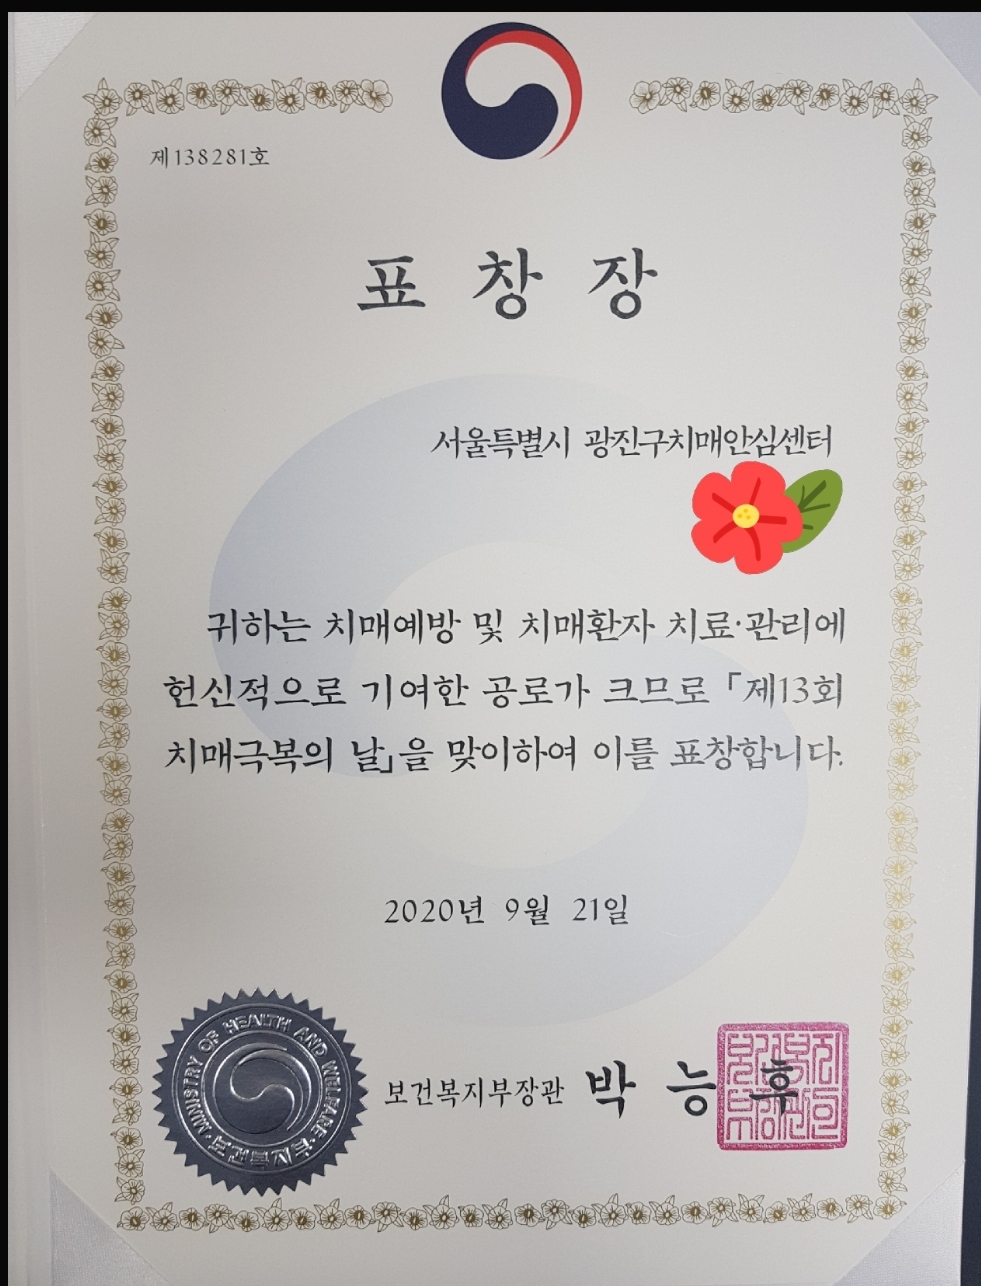 제138281호
표 창 장
서울특별시 광진구치매안심센터
귀하는 치매예방 및 치매환자 치료·관리에
헌신적으로 기여한 공로가 크므로 「제13회
치매극복의 날」을 맞이하여 이를 표창합니다.
2020년 9월 21일
MINISTRY OF HEALTH AND WELFARE · 보건복지부 ·
보건복지부장관 박 능 후